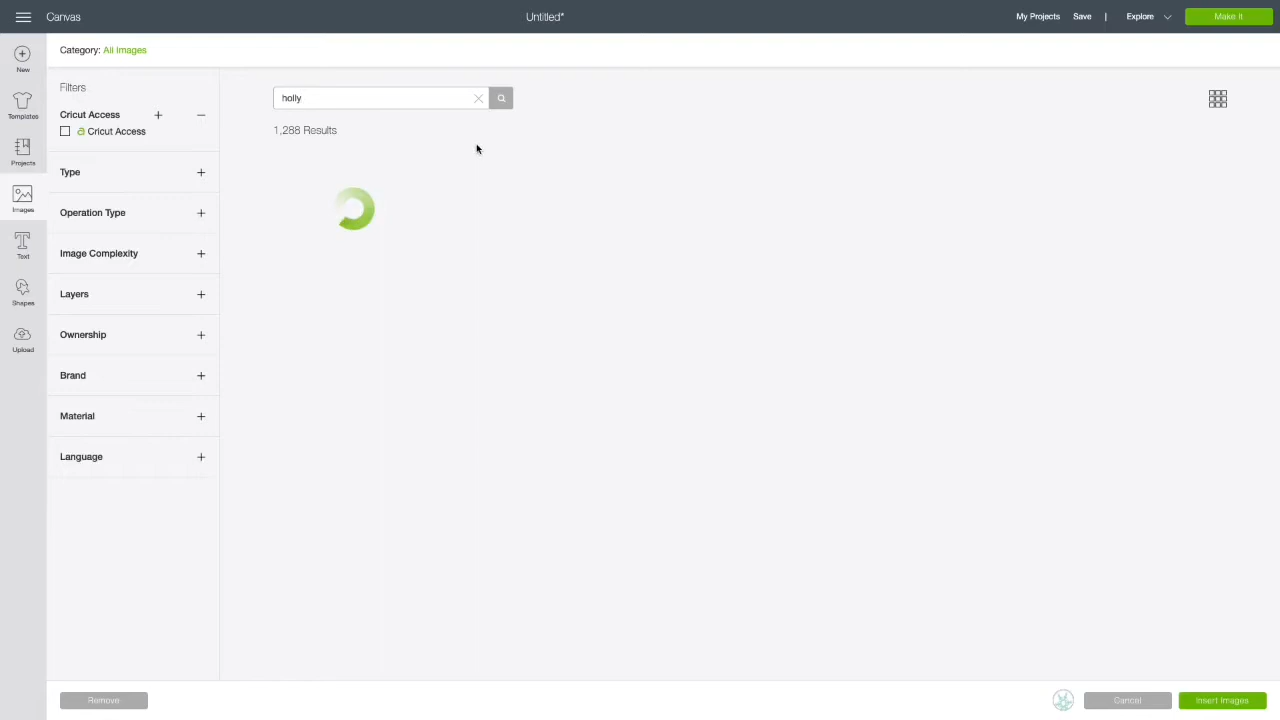 Canvas
Untitled*
My Projects Save | Explore Make It
Category: All Images
New
Templates
Projects
Images
Text
Shapes
Upload
Filters
Cricut Access
Cricut Access
Type
Operation Type
Image Complexity
Layers
Ownership
Brand
Material
Language
holly
1,288 Results
Remove
Cancel
Insert Images